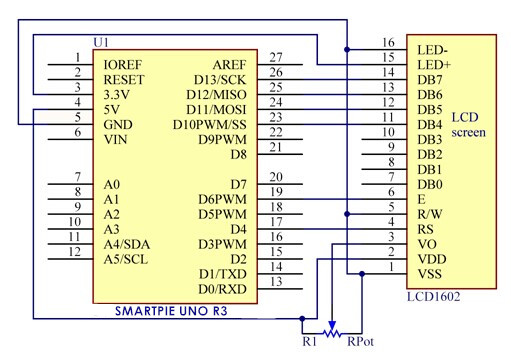 U1
1 IOREF AREF 27
2 RESET D13/SCK 26
3 3.3V D12/MISO 25
4 5V D11/MOSI 24
5 GND D10PWM/SS 23
6 VIN D9PWM 22
D8 21
7 A0 D7 20
8 A1 D6PWM 19
9 A2 D5PWM 18
10 A3 D4 17
11 A4/SDA D3PWM 16
12 A5/SCL D2 15
D1/TXD 14
D0/RXD 13
SMARTPIE UNO R3
16 LED-
15 LED+
14 DB7
13 DB6
12 DB5
11 DB4
10 DB3
9 DB2
8 DB1
7 DB0
6 E
5 R/W
4 RS
3 VO
2 VDD
1 VSS
LCD
screen
LCD1602
R1 RPot